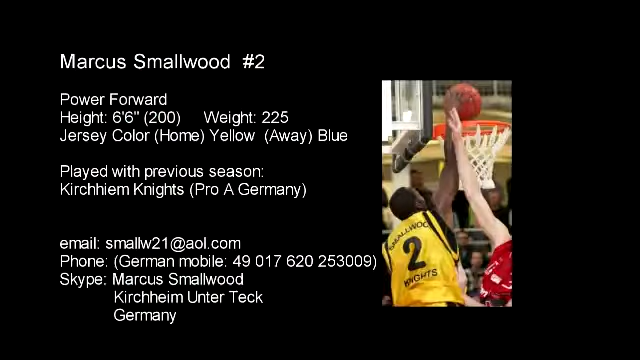 Marcus Smallwood #2
Power Forward
Height: 6'6" (200) Weight: 225
Jersey Color (Home) Yellow (Away) Blue
Played with previous season:
Kirchhiem Knights (Pro A Germany)
email: smallw21@aol.com
Phone: (German mobile: 49 017 620 253009)
Skype: Marcus Smallwood
Kirchheim Unter Teck
Germany
SMALLWOOD
2
KNIGHTS